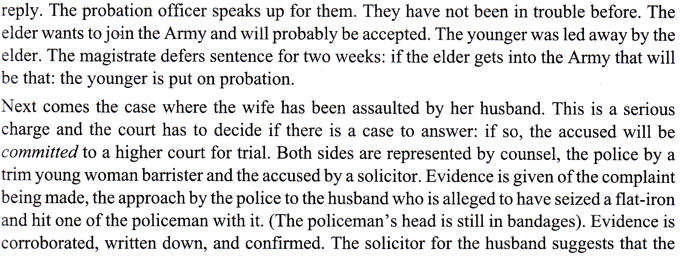 reply. The probation officer speaks up for them. They have not been in trouble before. The
elder wants to join the Army and will probably be accepted. The younger was led away by the
elder. The magistrate defers sentence for two weeks: if the elder gets into the Army that will
be that: the younger is put on probation.
Next comes the case where the wife has been assaulted by her husband. This is a serious
charge and the court has to decide if there is a case to answer: if so, the accused will be
committed to a higher court for trial. Both sides are represented by counsel, the police by a
trim young woman barrister and the accused by a solicitor. Evidence is given of the complaint
being made, the approach by the police to the husband who is alleged to have seized a flat-iron
and hit one of the policeman with it. (The policeman's head is still in bandages). Evidence is
corroborated, written down, and confirmed. The solicitor for the husband suggests that the